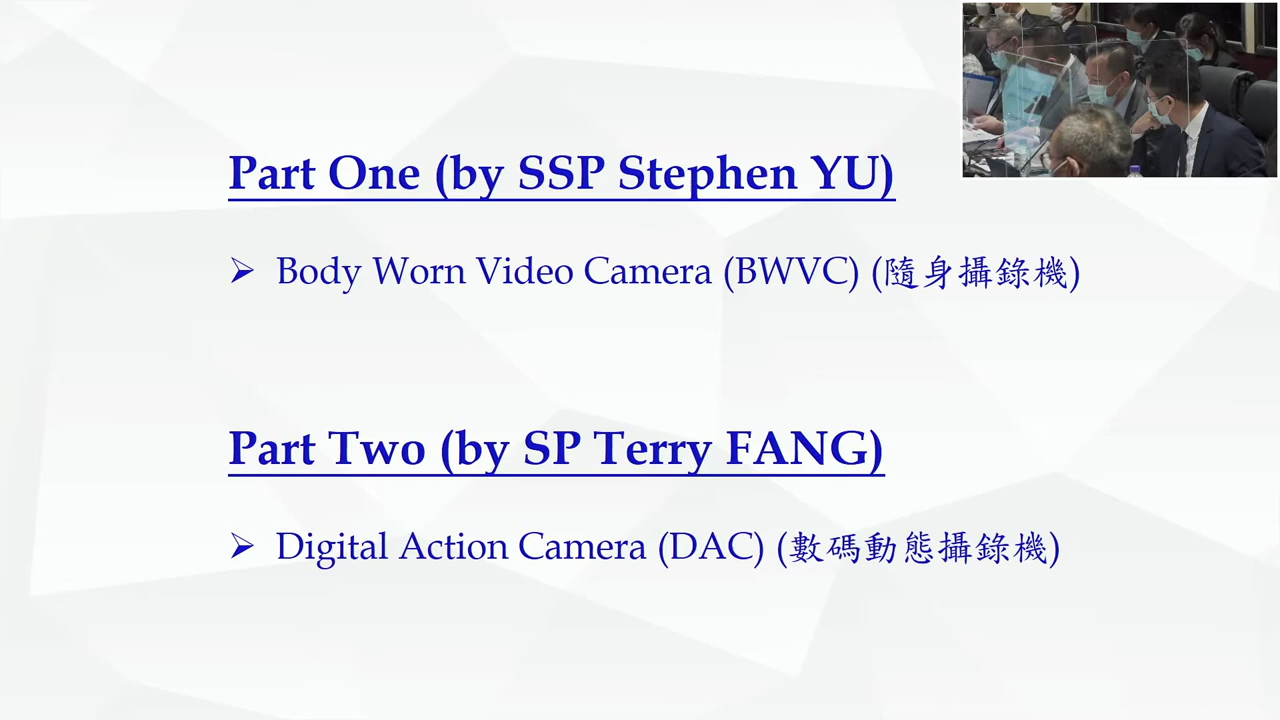 Part One (by SSP Stephen YU)
➢ Body Worn Video Camera (BWVC) (隨身攝錄機)
Part Two (by SP Terry FANG)
➢ Digital Action Camera (DAC) (數碼動態攝錄機)